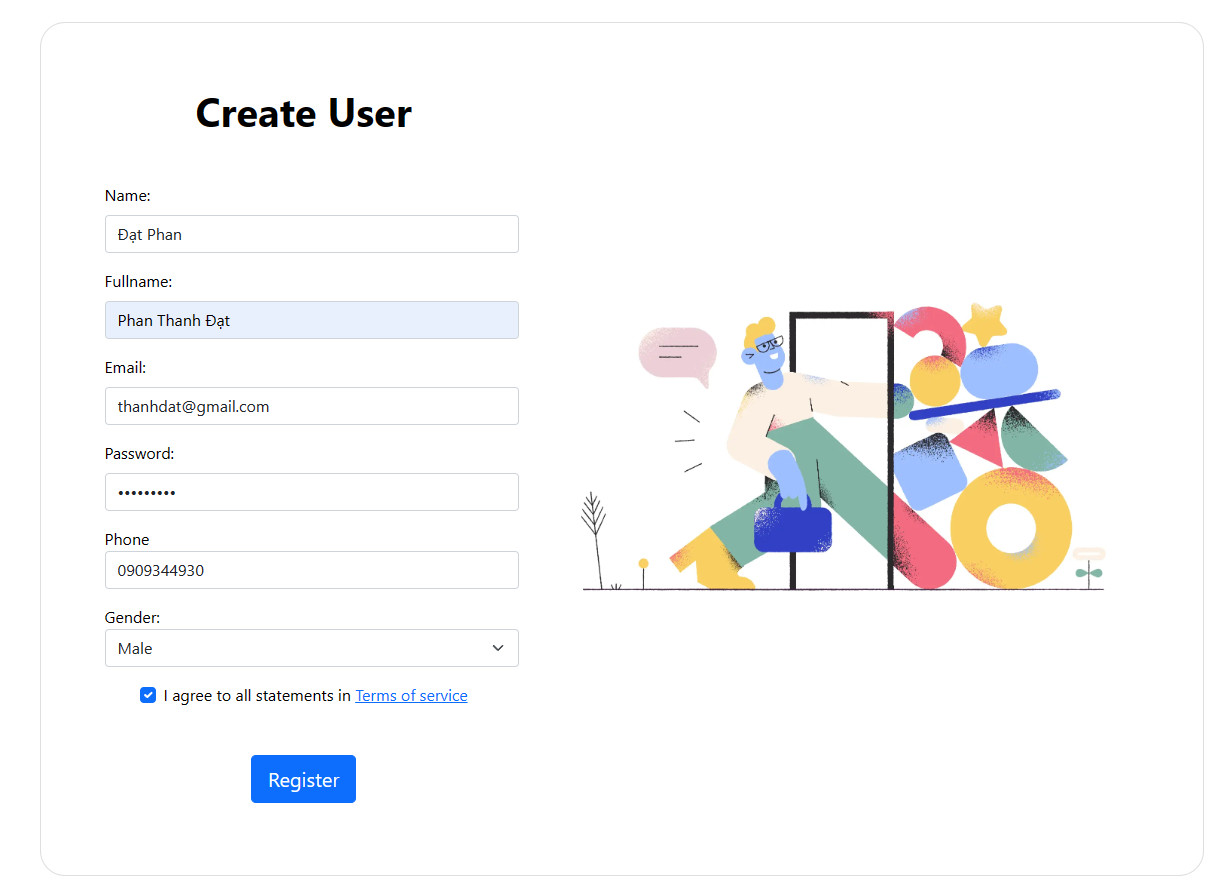 Create User
Name:
Đạt Phan
Fullname:
Phan Thanh Đạt
Email:
thanhdat@gmail.com
Password:
•••••••••
Phone
0909344930
Gender:
Male
I agree to all statements in Terms of service
Register